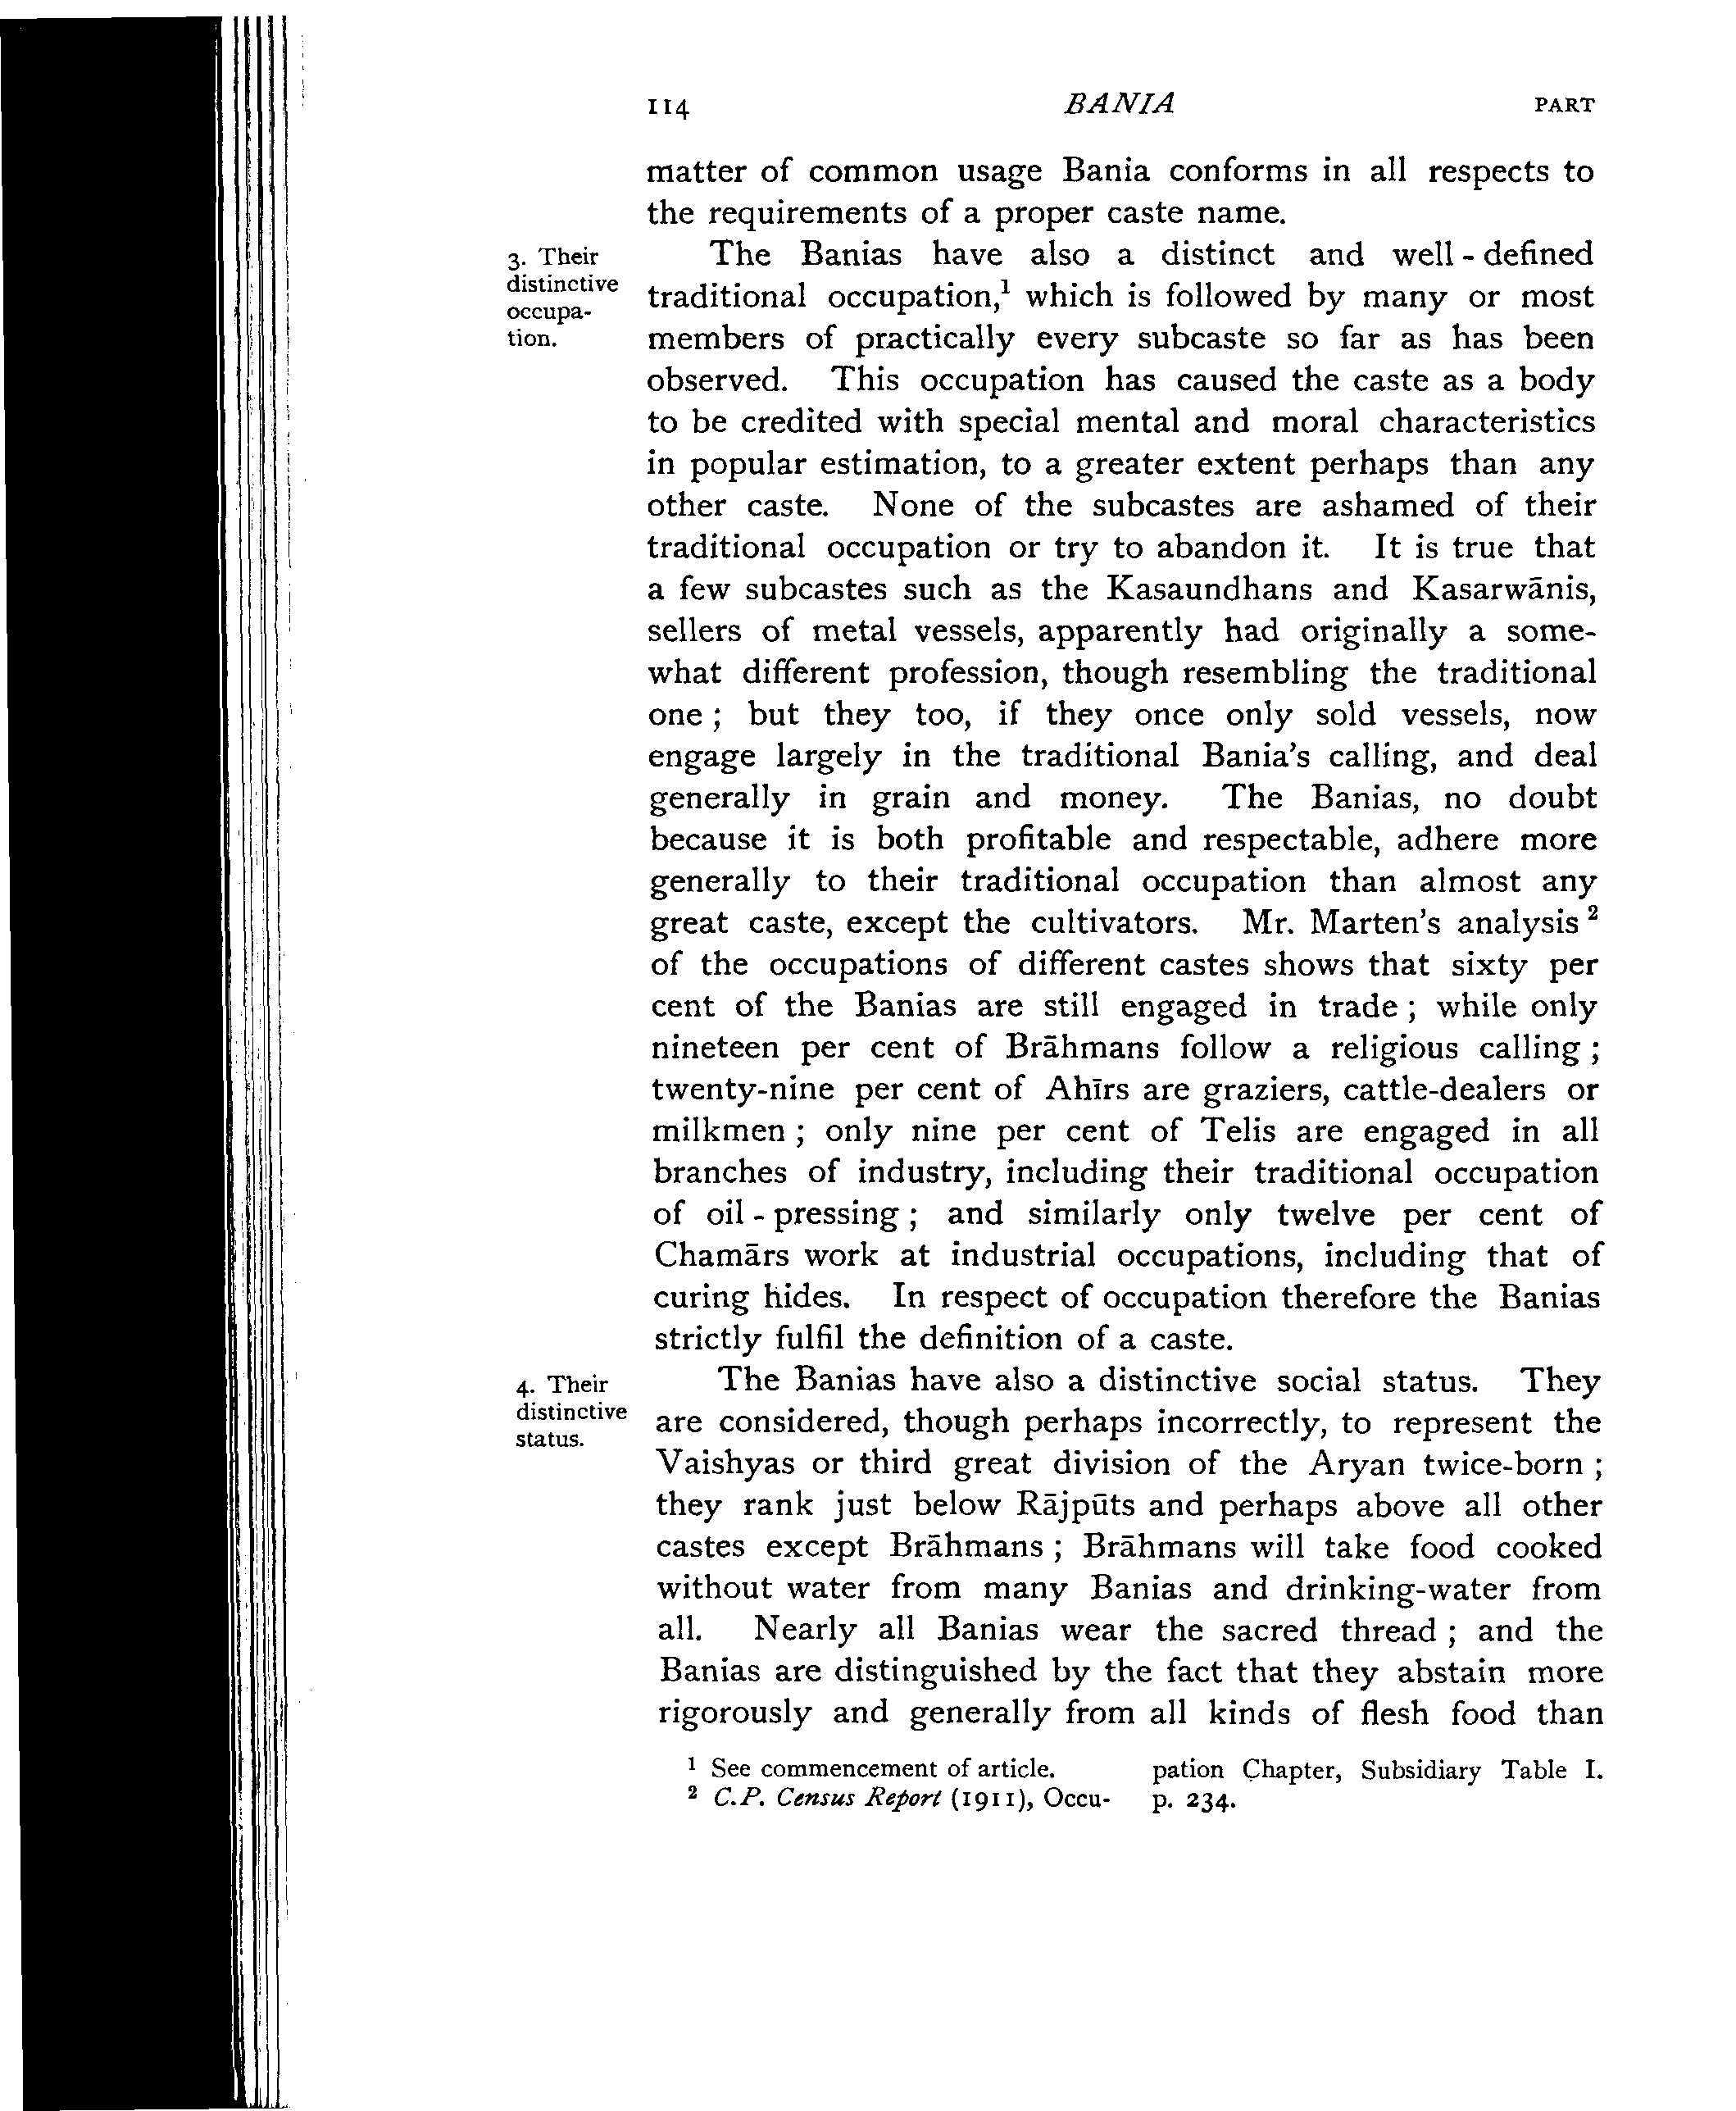 114 BANIA PART
matter of common usage Bania conforms in all respects to
the requirements of a proper caste name.
3. Their
distinctive
occupa-
tion.
The Banias have also a distinct and well-defined
traditional occupation,¹ which is followed by many or most
members of practically every subcaste so far as has been
observed. This occupation has caused the caste as a body
to be credited with special mental and moral characteristics
in popular estimation, to a greater extent perhaps than any
other caste. None of the subcastes are ashamed of their
traditional occupation or try to abandon it. It is true that
a few subcastes such as the Kasaundhans and Kasarwānis,
sellers of metal vessels, apparently had originally a some-
what different profession, though resembling the traditional
one; but they too, if they once only sold vessels, now
engage largely in the traditional Bania's calling, and deal
generally in grain and money. The Banias, no doubt
because it is both profitable and respectable, adhere more
generally to their traditional occupation than almost any
great caste, except the cultivators. Mr. Marten's analysis ²
of the occupations of different castes shows that sixty per
cent of the Banias are still engaged in trade; while only
nineteen per cent of Brāhmans follow a religious calling;
twenty-nine per cent of Ahīrs are graziers, cattle-dealers or
milkmen; only nine per cent of Telis are engaged in all
branches of industry, including their traditional occupation
of oil-pressing; and similarly only twelve per cent of
Chamārs work at industrial occupations, including that of
curing hides. In respect of occupation therefore the Banias
strictly fulfil the definition of a caste.
4. Their
distinctive
status.
The Banias have also a distinctive social status. They
are considered, though perhaps incorrectly, to represent the
Vaishyas or third great division of the Aryan twice-born;
they rank just below Rājpūts and perhaps above all other
castes except Brāhmans; Brāhmans will take food cooked
without water from many Banias and drinking-water from
all. Nearly all Banias wear the sacred thread; and the
Banias are distinguished by the fact that they abstain more
rigorously and generally from all kinds of flesh food than
¹ See commencement of article.
² C.P. Census Report (1911), Occu-
pation Chapter, Subsidiary Table I.
p. 234.